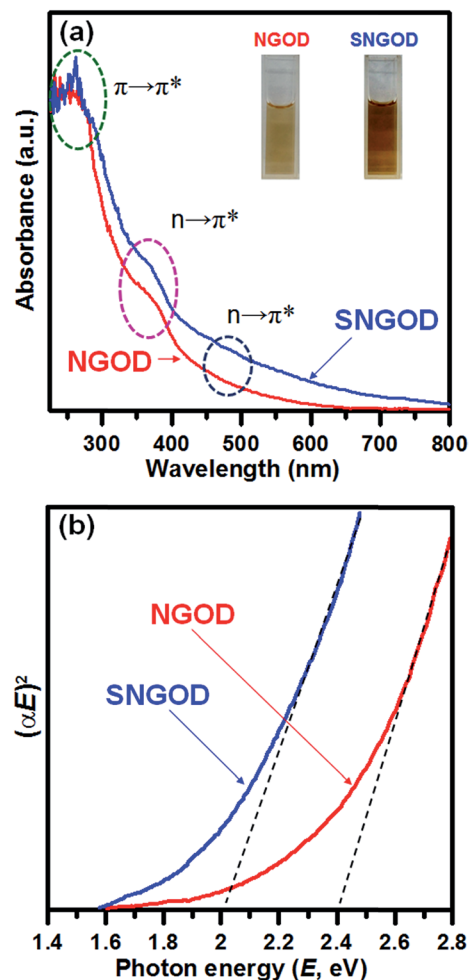 (a)
NGOD SNGOD
π→π*
n→π*
n→π*
SNGOD
NGOD
Absorbance (a.u.)
300 400 500 600 700 800
Wavelength (nm)
(b)
NGOD
SNGOD
(αE)²
1.4 1.6 1.8 2.0 2.2 2.4 2.6 2.8
Photon energy (E, eV)